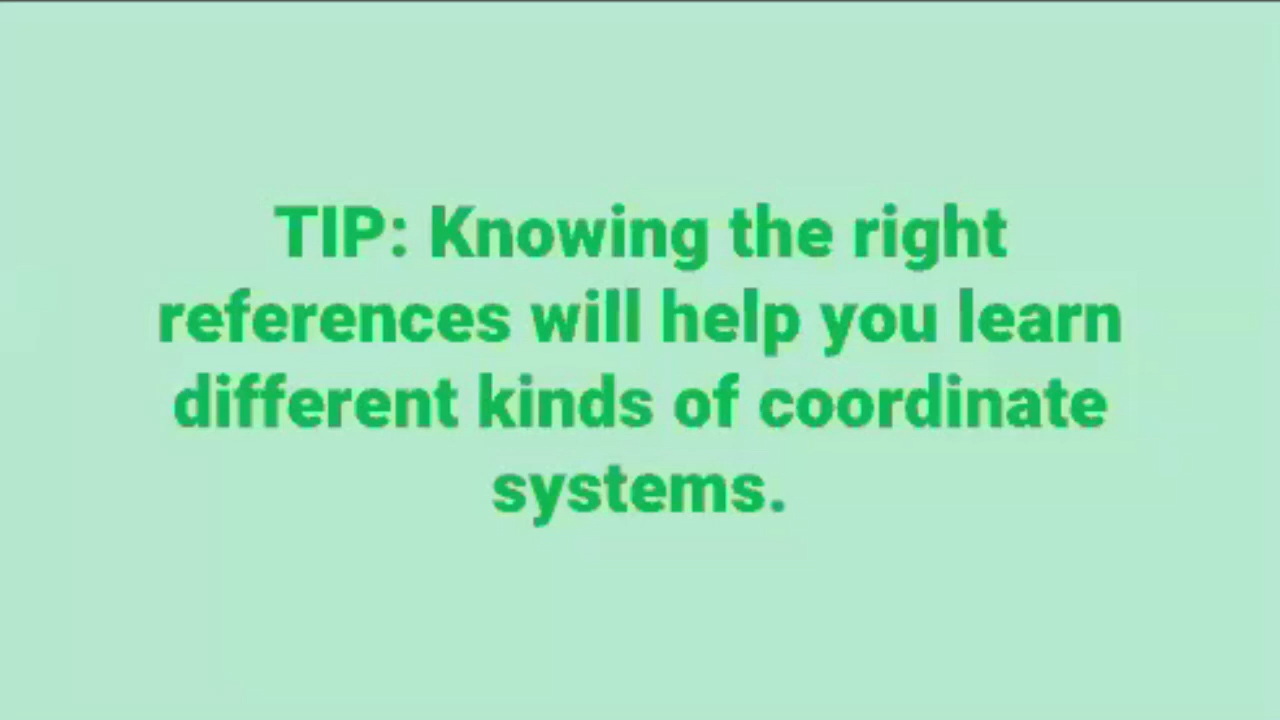 TIP: Knowing the right
references will help you learn
different kinds of coordinate
systems.